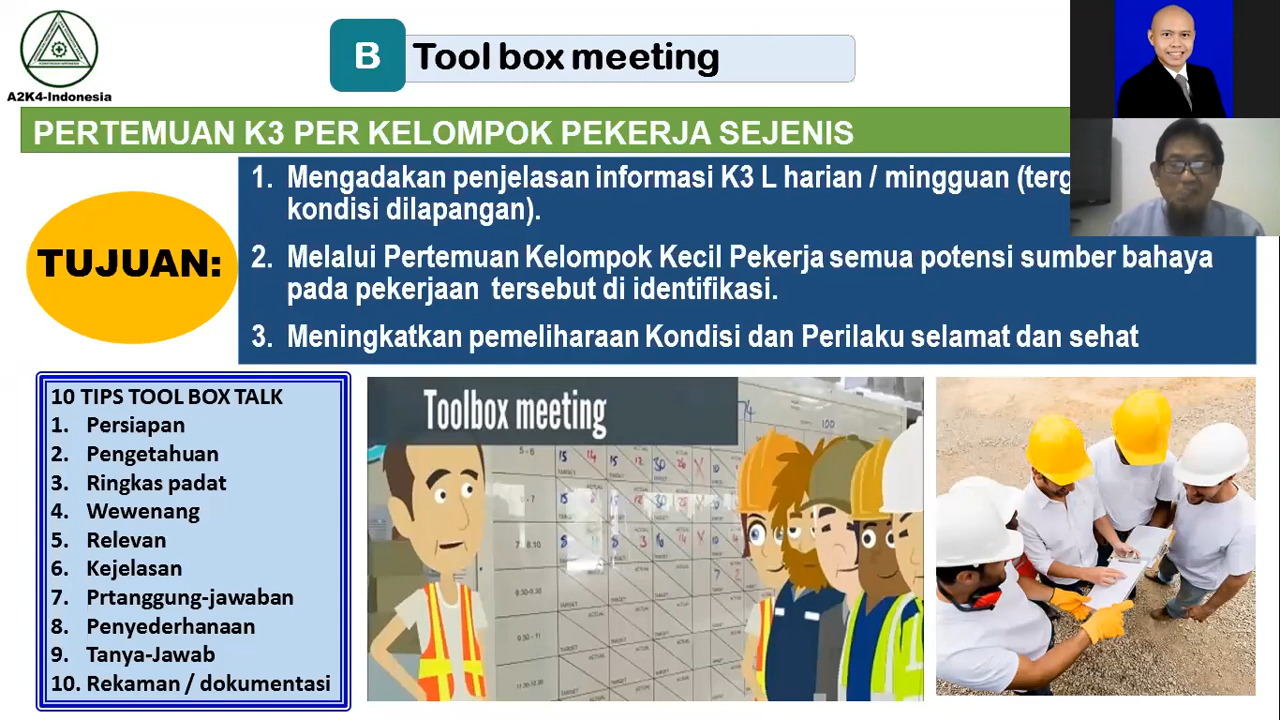 A2K4-Indonesia
B
Tool box meeting
PERTEMUAN K3 PER KELOMPOK PEKERJA SEJENIS
TUJUAN:
1. Mengadakan penjelasan informasi K3 L harian / mingguan
kondisi dilapangan).
2. Melalui Pertemuan Kelompok Kecil Pekerja semua potensi sumber bahaya
pada pekerjaan tersebut di identifikasi.
3. Meningkatkan pemeliharaan Kondisi dan Perilaku selamat dan sehat
10 TIPS TOOL BOX TALK
1. Persiapan
2. Pengetahuan
3. Ringkas padat
4. Wewenang
5. Relevan
6. Kejelasan
7. Prtanggung-jawaban
8. Penyederhanaan
9. Tanya-Jawab
10. Rekaman / dokumentasi
Toolbox meeting